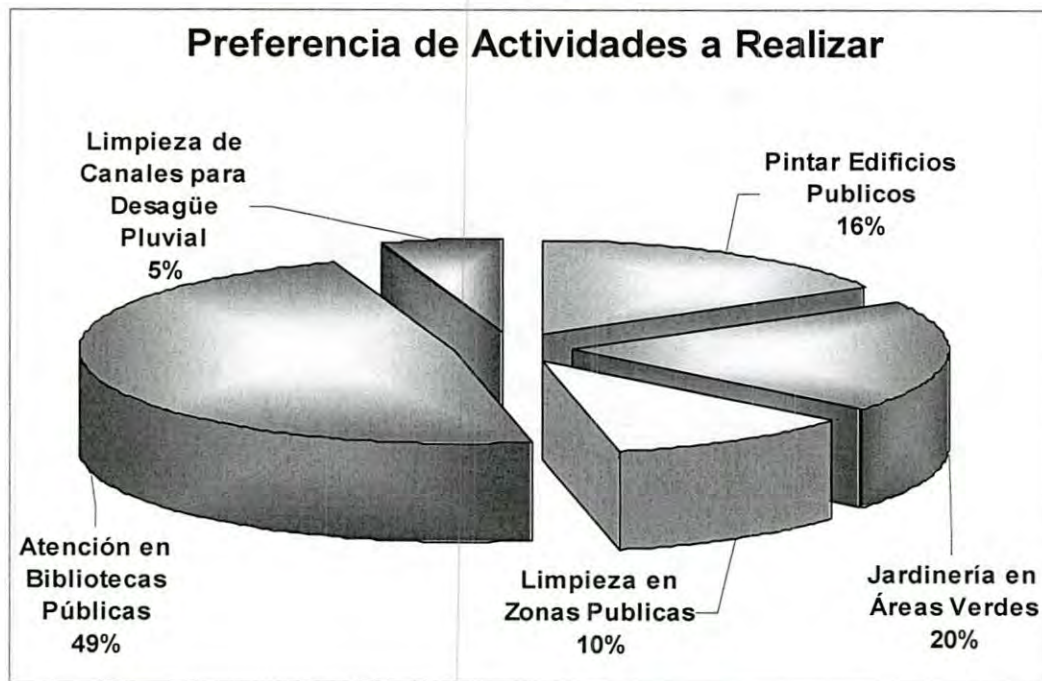 Preferencia de Actividades a Realizar
Limpieza de
Canales para
Desagüe
Pluvial
5%
Pintar Edificios
Publicos
16%
Atención en
Bibliotecas
Públicas
49%
Limpieza en
Zonas Publicas
10%
Jardinería en
Áreas Verdes
20%